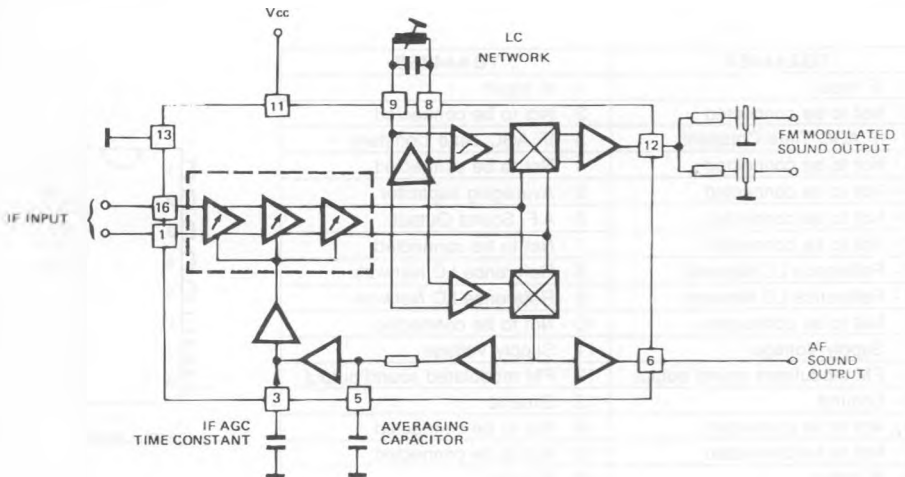 Vcc
LC
NETWORK
11
9
8
13
12
FM MODULATED
SOUND OUTPUT
16
IF INPUT
1
AF
SOUND
OUTPUT
6
3
5
IF AGC
TIME CONSTANT
AVERAGING
CAPACITOR